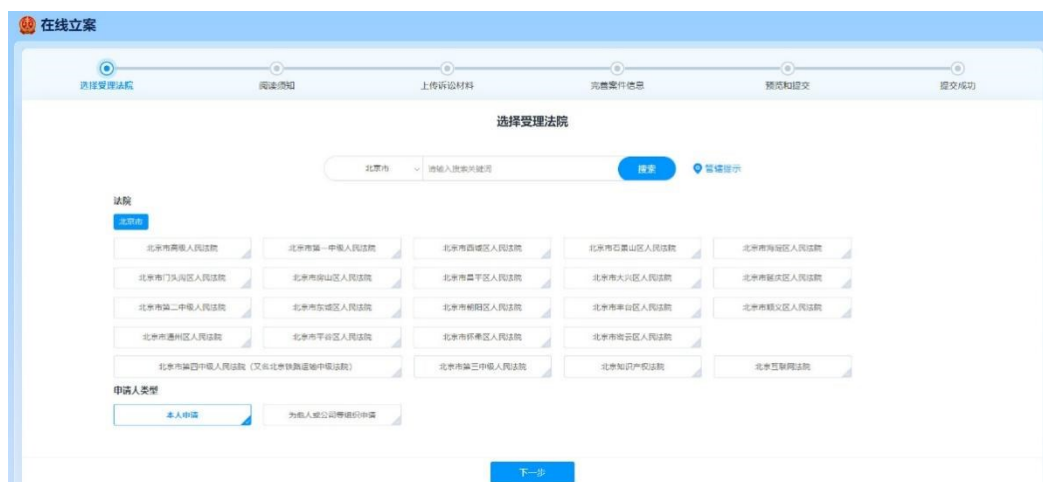 在线立案
选择受理法院 阅读须知 上传诉讼材料 完善案件信息 预览和提交 提交成功
选择受理法院
北京市 请输入搜索关键词 搜索 管辖提示
法院
北京市
北京市高级人民法院 北京市第一中级人民法院 北京市西城区人民法院 北京市石景山区人民法院 北京市海淀区人民法院
北京市门头沟区人民法院 北京市房山区人民法院 北京市昌平区人民法院 北京市大兴区人民法院 北京市延庆区人民法院
北京市第二中级人民法院 北京市东城区人民法院 北京市朝阳区人民法院 北京市丰台区人民法院 北京市顺义区人民法院
北京市通州区人民法院 北京市平谷区人民法院 北京市怀柔区人民法院 北京市密云区人民法院
北京市第四中级人民法院（又名北京铁路运输中级法院） 北京市第三中级人民法院 北京知识产权法院 北京互联网法院
申请人类型
本人申请 为他人或公司等组织申请
下一步